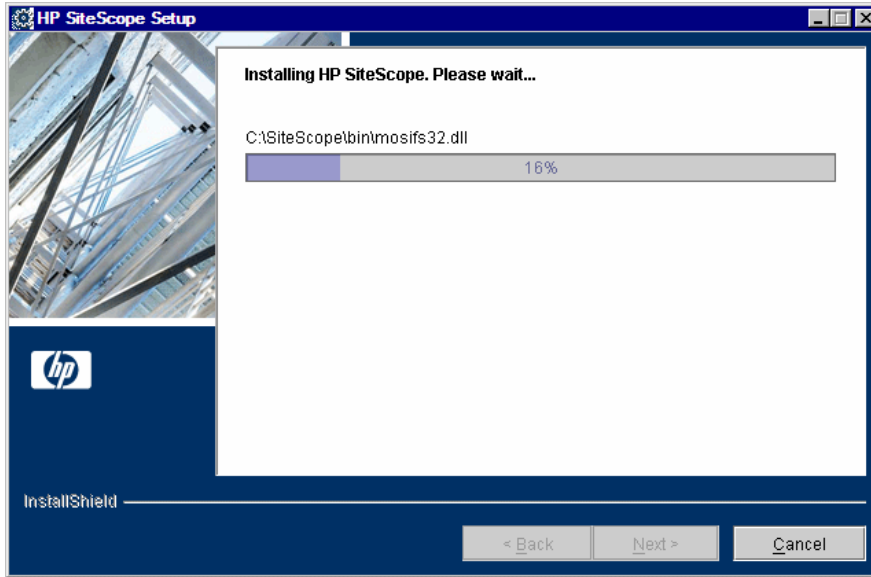 HP SiteScope Setup
Installing HP SiteScope. Please wait...
C:\SiteScope\bin\mosifs32.dll
16%
hp
InstallShield
< Back
Next >
Cancel